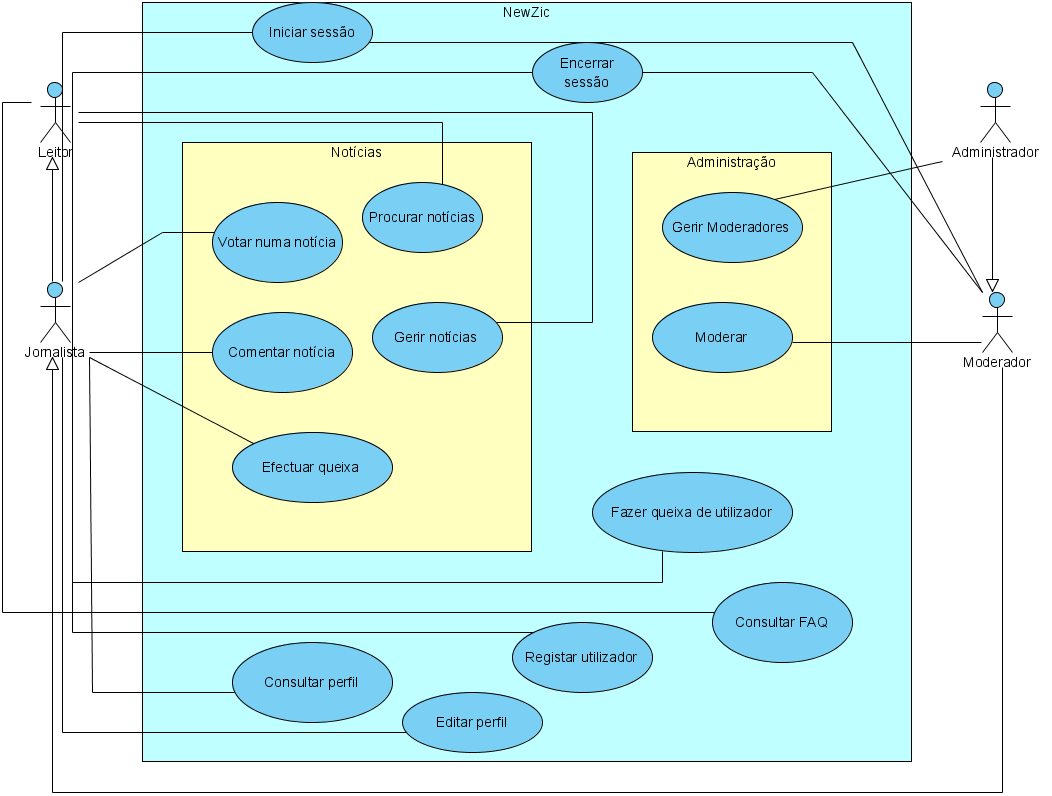 NewZic
Iniciar sessão
Encerrar
sessão
Leitor
Administrador
Notícias
Administração
Procurar notícias
Votar numa notícia
Gerir Moderadores
Jornalista
Comentar notícia
Gerir notícias
Moderar
Moderador
Efectuar queixa
Fazer queixa de utilizador
Consultar FAQ
Registar utilizador
Consultar perfil
Editar perfil